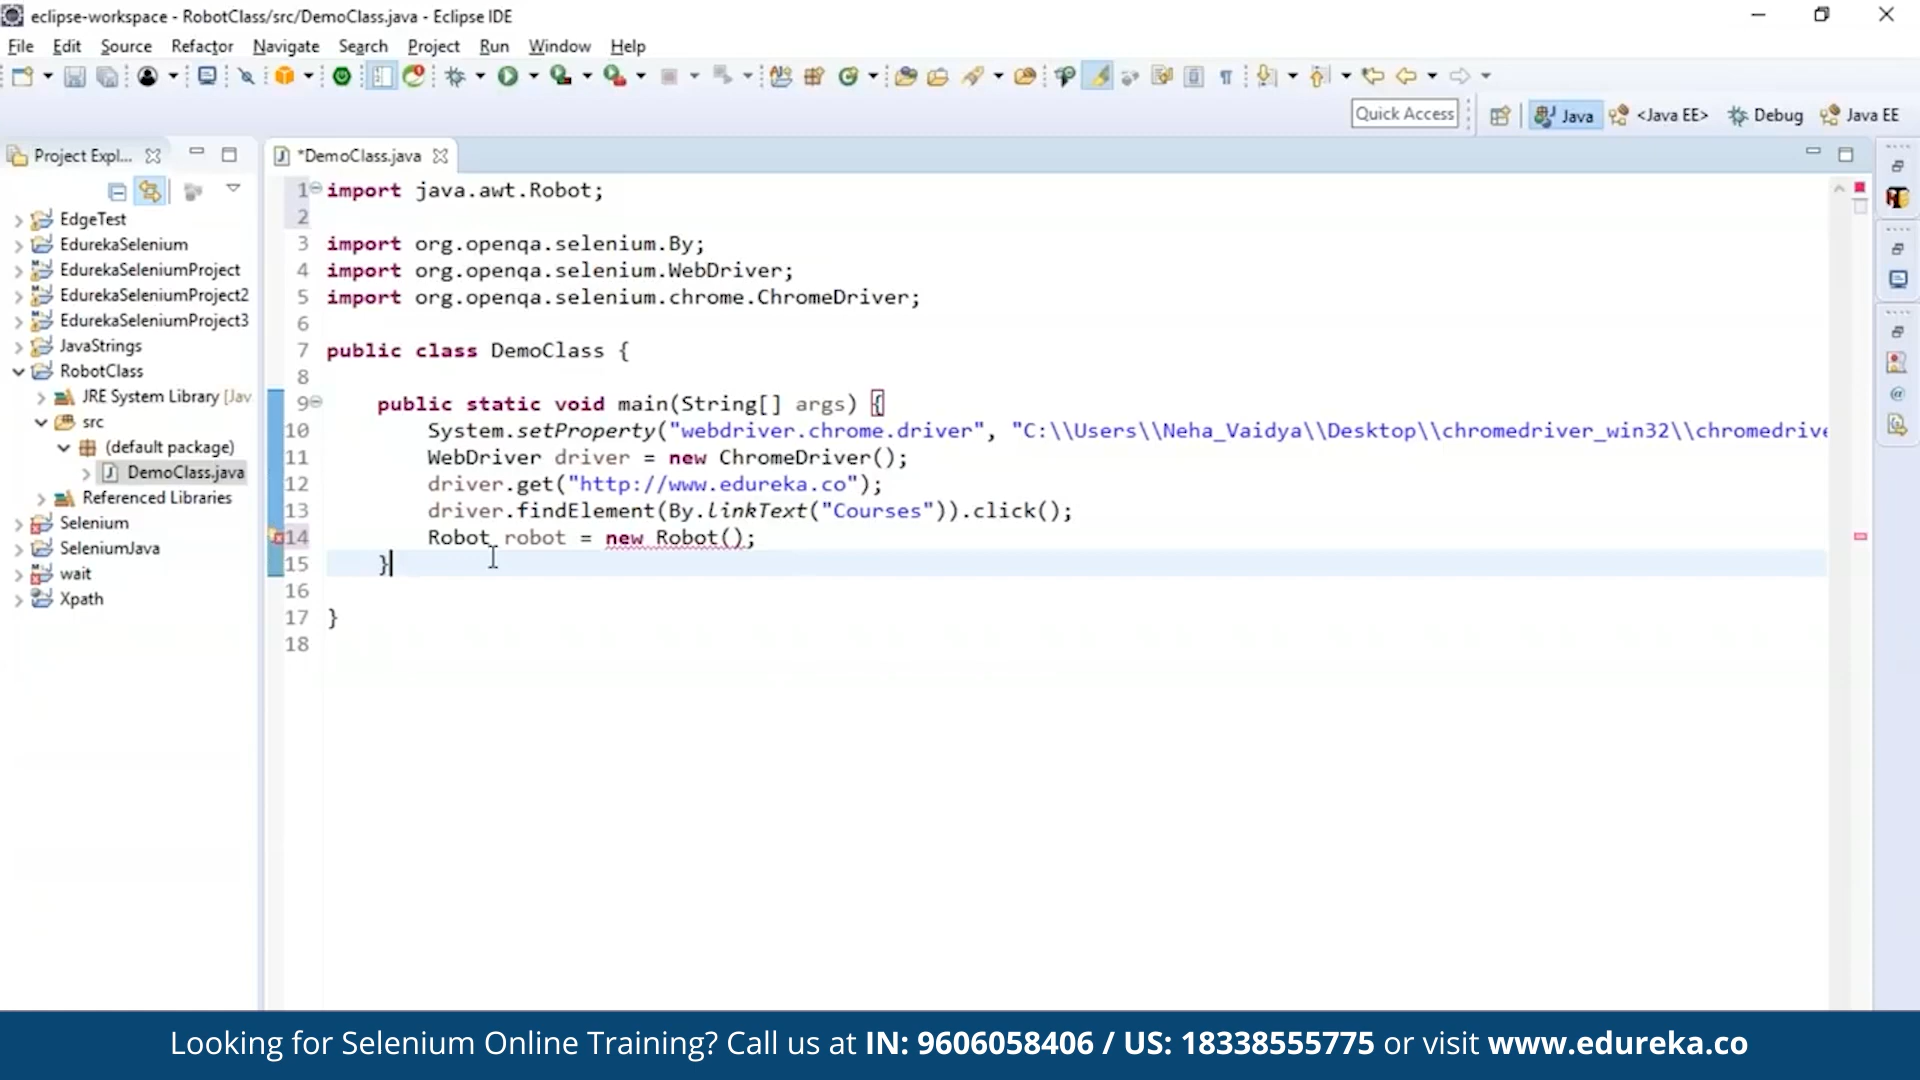 eclipse-workspace - RobotClass/src/DemoClass.java - Eclipse IDE
File Edit Source Refactor Navigate Search Project Run Window Help
Quick Access Java <Java EE> Debug Java EE
Project Expl... *DemoClass.java
EdgeTest
EdurekaSelenium
EdurekaSeleniumProject
EdurekaSeleniumProject2
EdurekaSeleniumProject3
JavaStrings
RobotClass
JRE System Library [Jav
src
(default package)
DemoClass.java
Referenced Libraries
Selenium
SeleniumJava
wait
Xpath
1 import java.awt.Robot;
2
3 import org.openqa.selenium.By;
4 import org.openqa.selenium.WebDriver;
5 import org.openqa.selenium.chrome.ChromeDriver;
6
7 public class DemoClass {
8
9 public static void main(String[] args) {
10 System.setProperty("webdriver.chrome.driver", "C:\\Users\\Neha_Vaidya\\Desktop\\chromedriver_win32\\chromedrive
11 WebDriver driver = new ChromeDriver();
12 driver.get("http://www.edureka.co");
13 driver.findElement(By.linkText("Courses")).click();
14 Robot robot = new Robot();
15 }
16
17 }
18
Looking for Selenium Online Training? Call us at IN: 9606058406 / US: 18338555775 or visit www.edureka.co